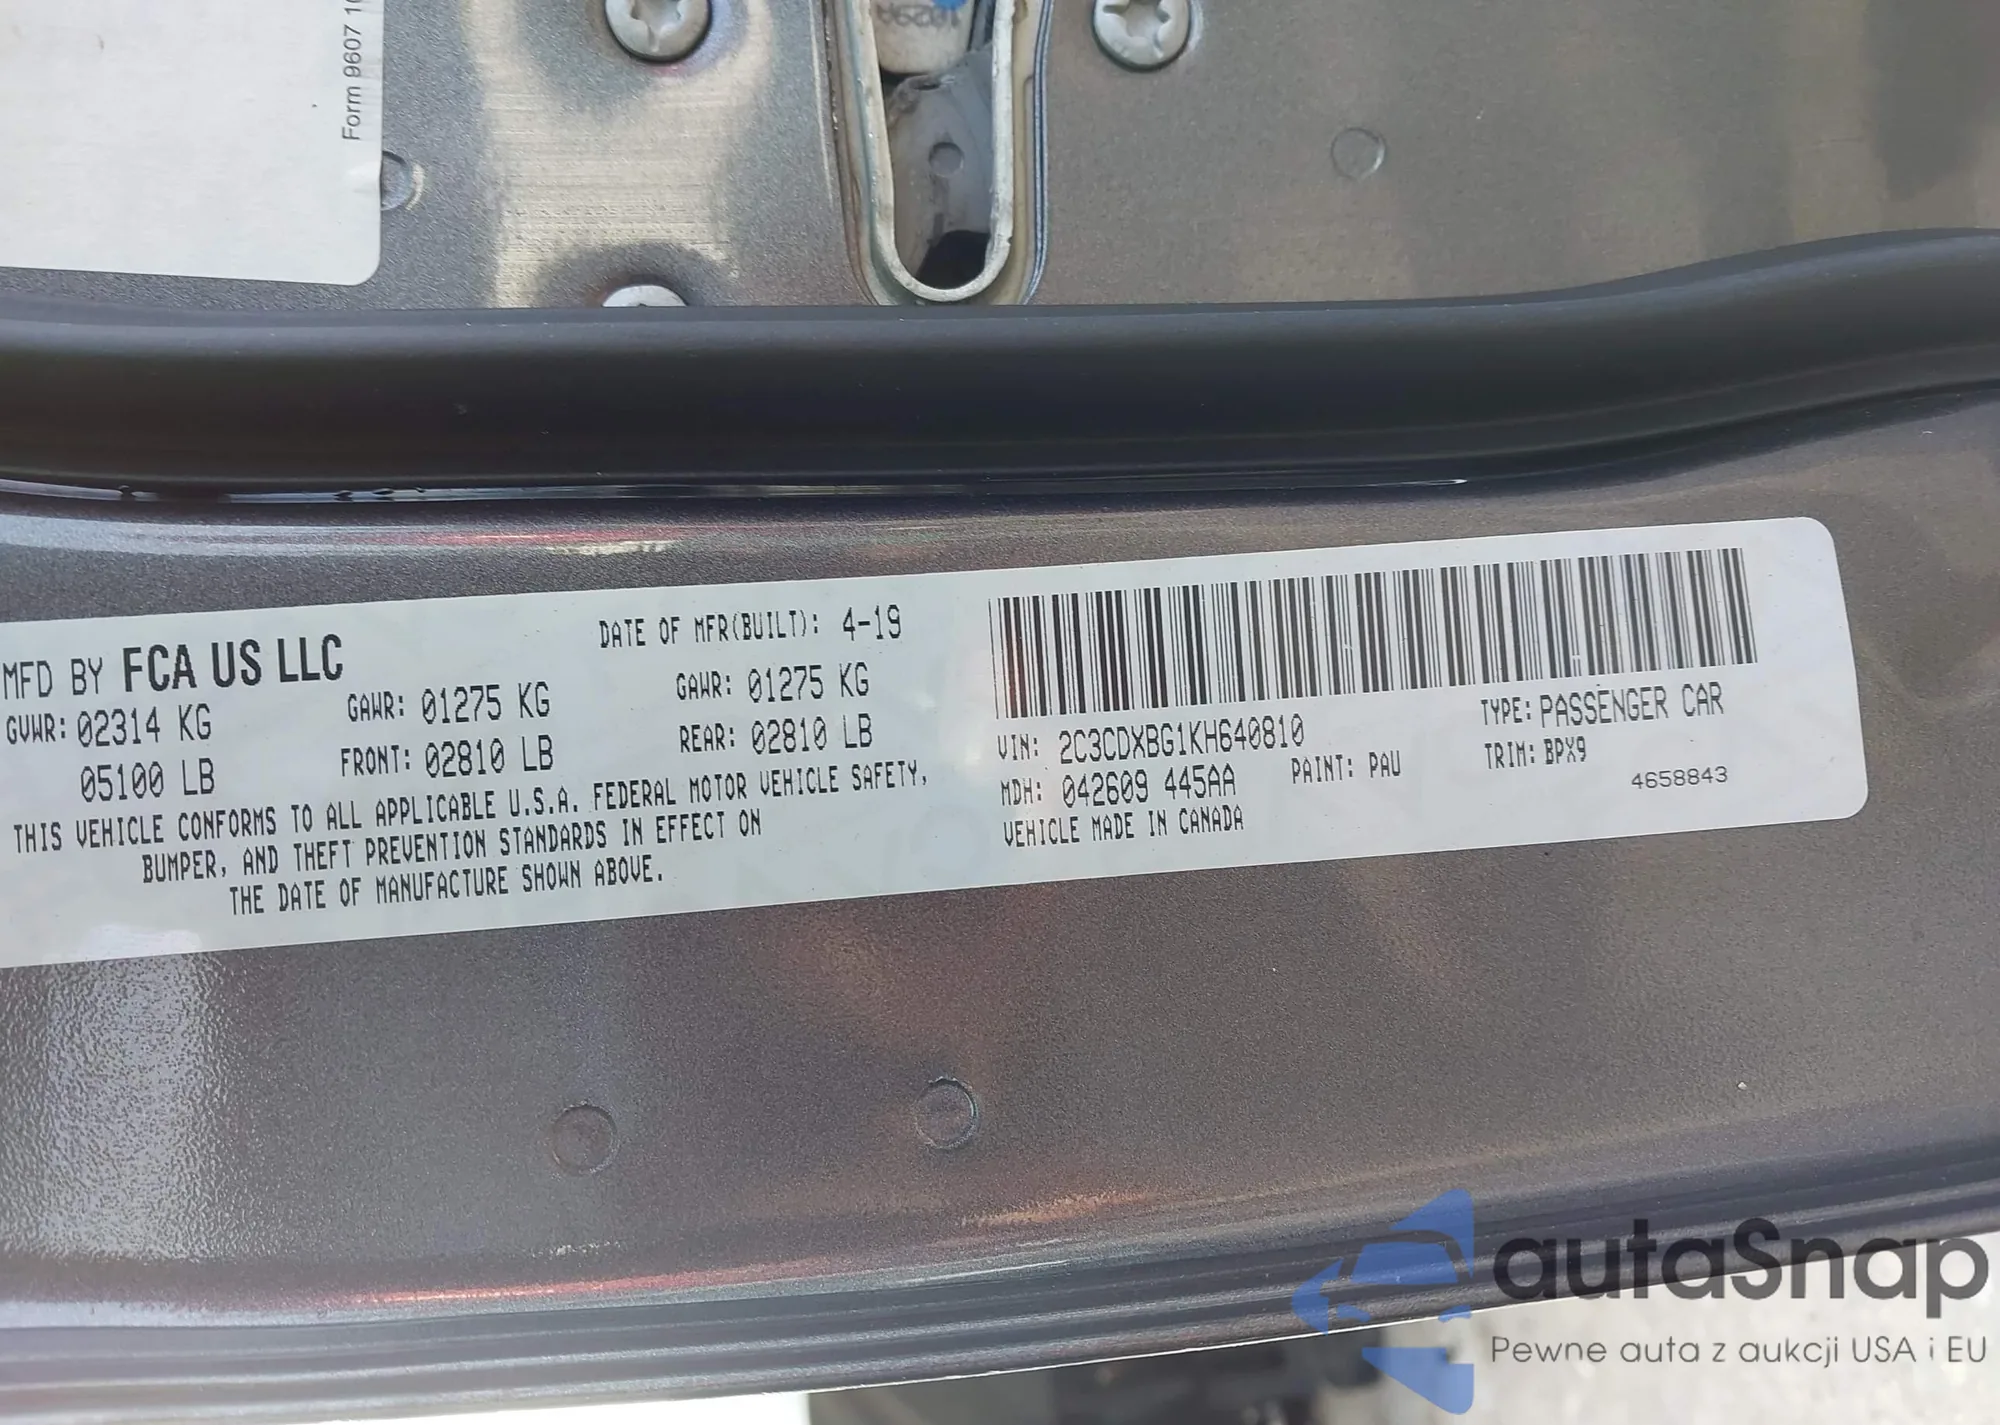 Form 9607 10
1029A
MFD BY FCA US LLC
DATE OF MFR(BUILT): 4-19
GVWR: 02314 KG
GAWR: 01275 KG
GAWR: 01275 KG
05100 LB
FRONT: 02810 LB
REAR: 02810 LB
THIS VEHICLE CONFORMS TO ALL APPLICABLE U.S.A. FEDERAL MOTOR VEHICLE SAFETY,
BUMPER, AND THEFT PREVENTION STANDARDS IN EFFECT ON
THE DATE OF MANUFACTURE SHOWN ABOVE.
VIN: 2C3CDXBG1KH640810
TYPE: PASSENGER CAR
MDH: 042609 445AA
PAINT: PAU
TRIM: BPX9
VEHICLE MADE IN CANADA
4658843
autaSnap
Pewne auta z aukcji USA i EU